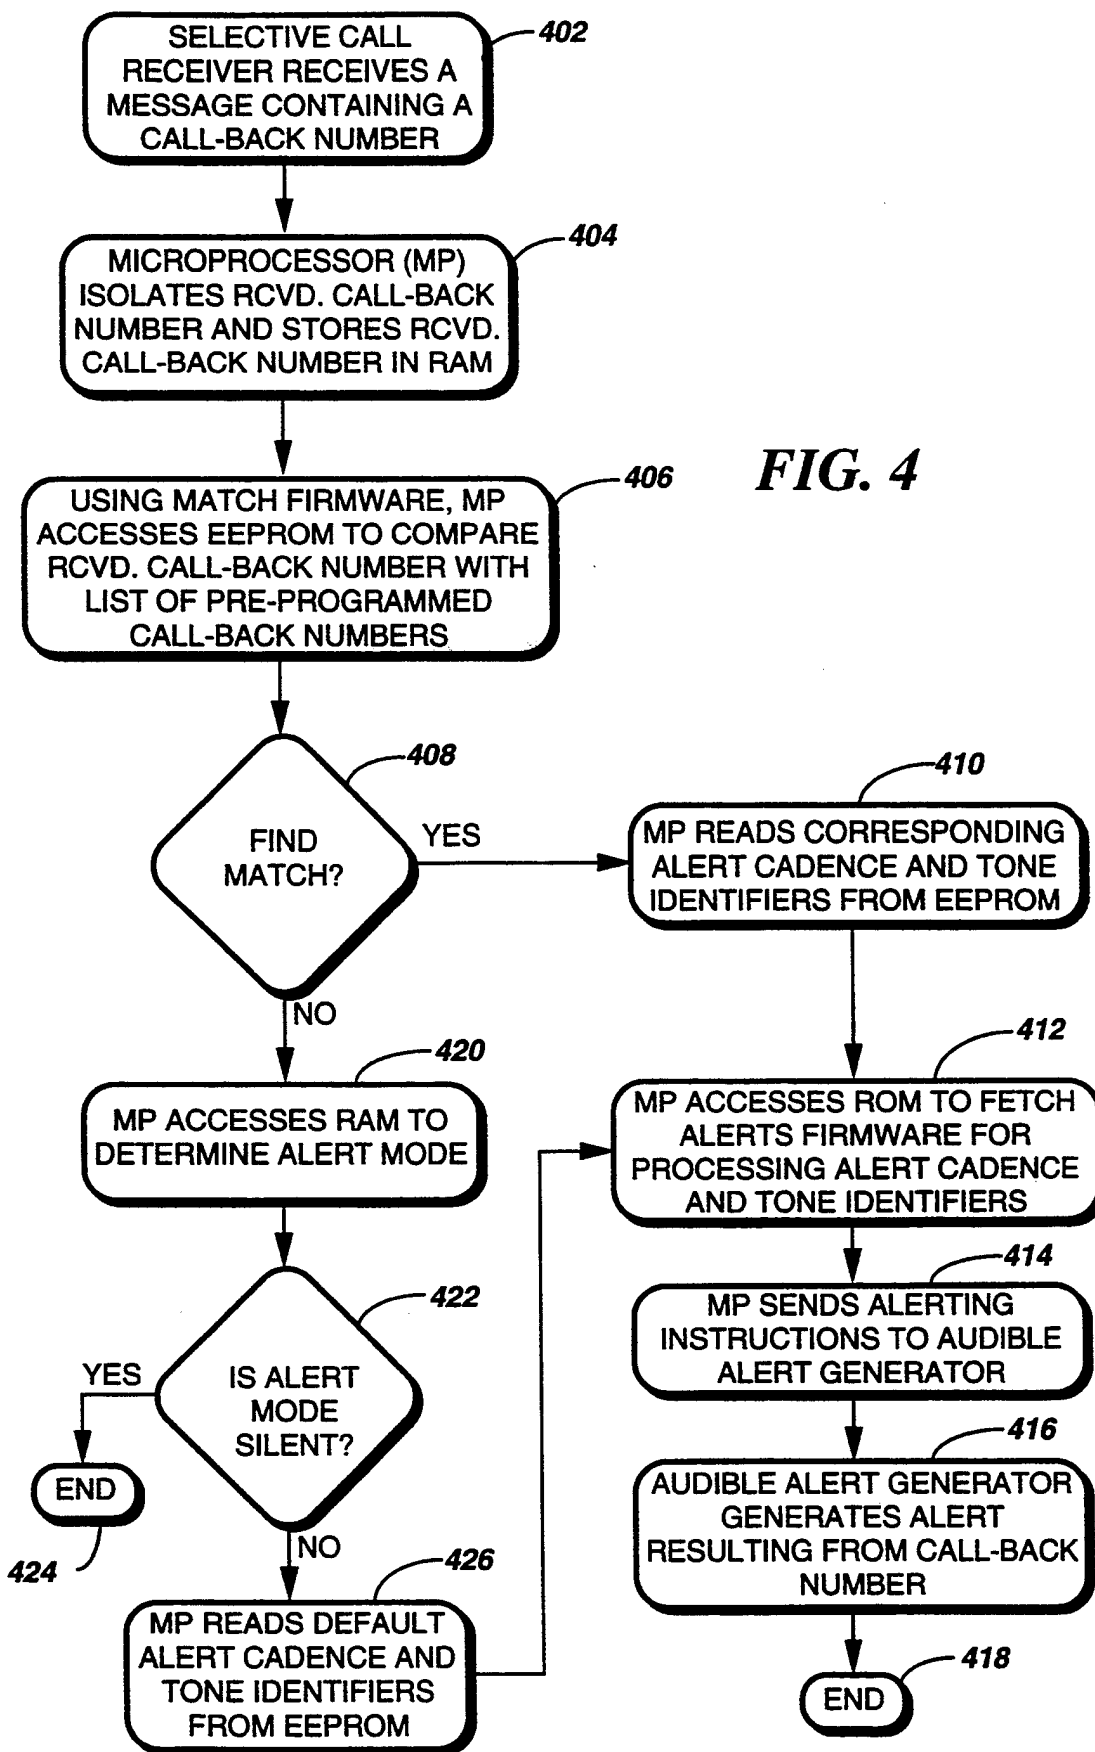 SELECTIVE CALL
RECEIVER RECEIVES A
MESSAGE CONTAINING A
CALL-BACK NUMBER
402
MICROPROCESSOR (MP)
ISOLATES RCVD. CALL-BACK
NUMBER AND STORES RCVD.
CALL-BACK NUMBER IN RAM
404
USING MATCH FIRMWARE, MP
ACCESSES EEPROM TO COMPARE
RCVD. CALL-BACK NUMBER WITH
LIST OF PRE-PROGRAMMED
CALL-BACK NUMBERS
406
FIG. 4
FIND
MATCH?
408
YES
NO
MP READS CORRESPONDING
ALERT CADENCE AND TONE
IDENTIFIERS FROM EEPROM
410
MP ACCESSES ROM TO FETCH
ALERTS FIRMWARE FOR
PROCESSING ALERT CADENCE
AND TONE IDENTIFIERS
412
MP SENDS ALERTING
INSTRUCTIONS TO AUDIBLE
ALERT GENERATOR
414
AUDIBLE ALERT GENERATOR
GENERATES ALERT
RESULTING FROM CALL-BACK
NUMBER
416
END
418
MP ACCESSES RAM TO
DETERMINE ALERT MODE
420
IS ALERT
MODE
SILENT?
422
YES
END
424
NO
MP READS DEFAULT
ALERT CADENCE AND
TONE IDENTIFIERS
FROM EEPROM
426